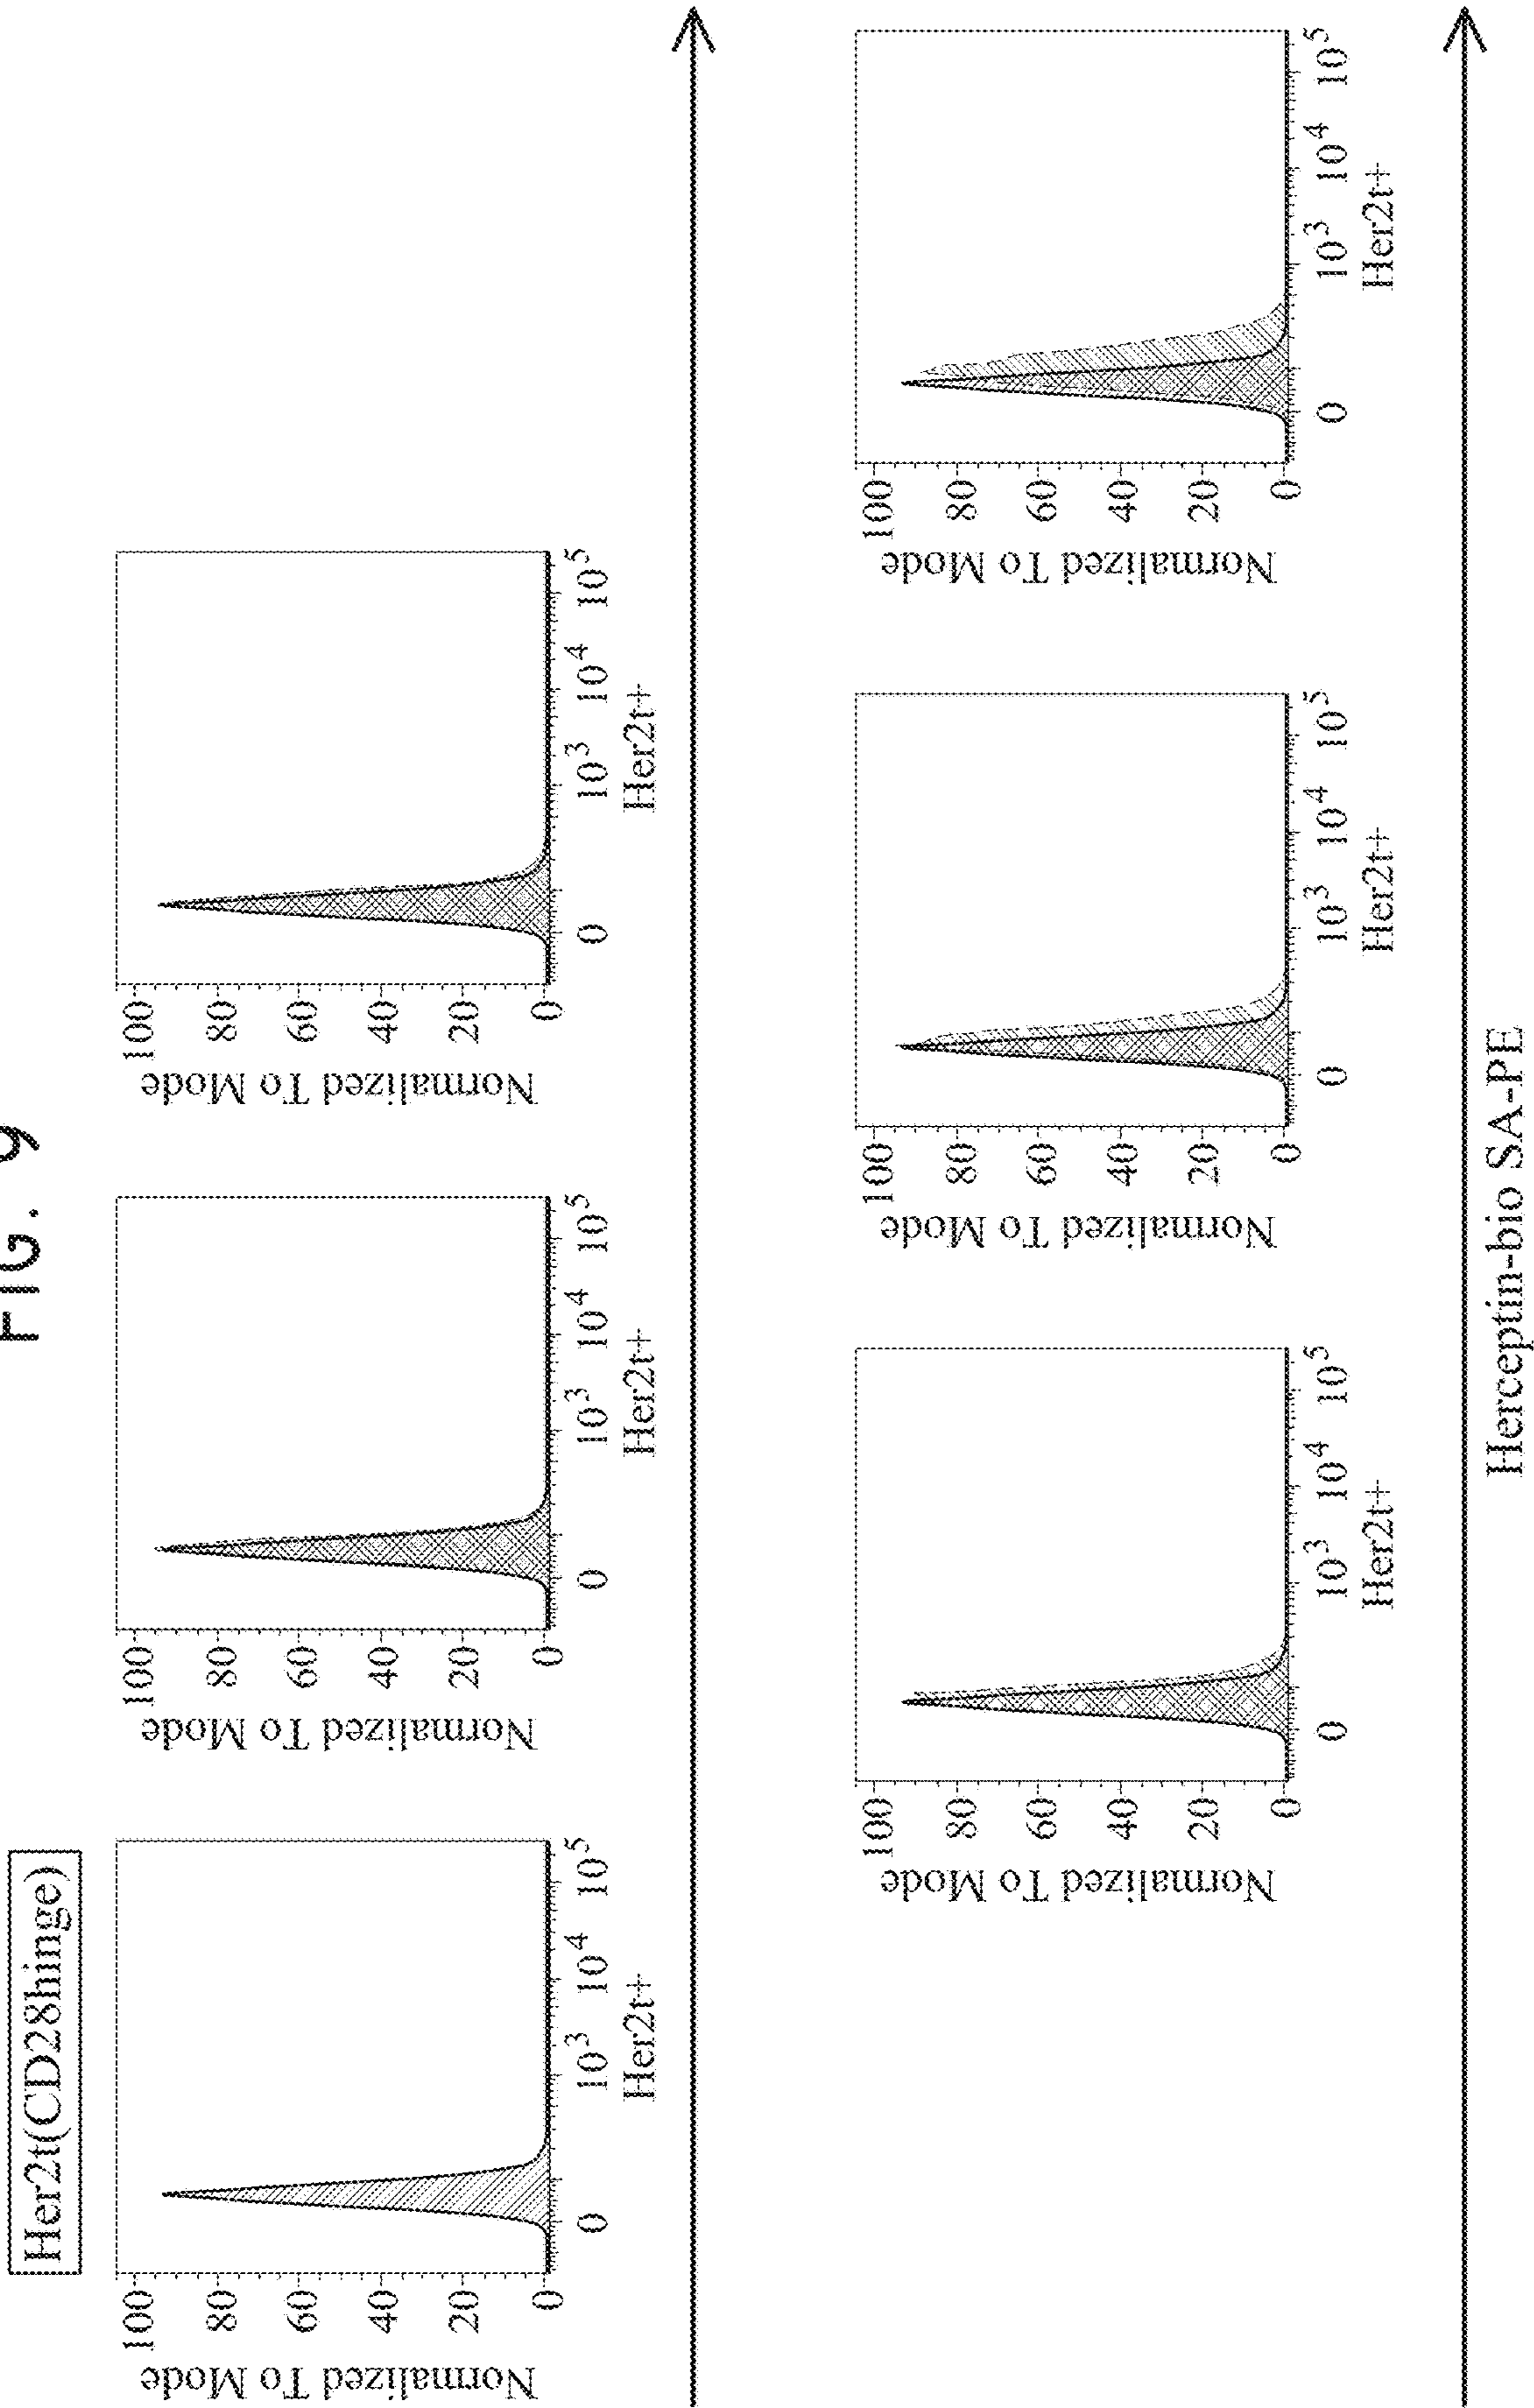 FIG. 9
Her2t(CD28hinge)
Normalized To Mode
100
80
60
40
20
0
0 10³ 10⁴ 10⁵
Her2t+
Normalized To Mode
100
80
60
40
20
0
0 10³ 10⁴ 10⁵
Her2t+
Normalized To Mode
100
80
60
40
20
0
0 10³ 10⁴ 10⁵
Her2t+
Normalized To Mode
100
80
60
40
20
0
0 10³ 10⁴ 10⁵
Her2t+
Normalized To Mode
100
80
60
40
20
0
0 10³ 10⁴ 10⁵
Her2t+
Normalized To Mode
100
80
60
40
20
0
0 10³ 10⁴ 10⁵
Her2t+
Herceptin-bio SA-PE